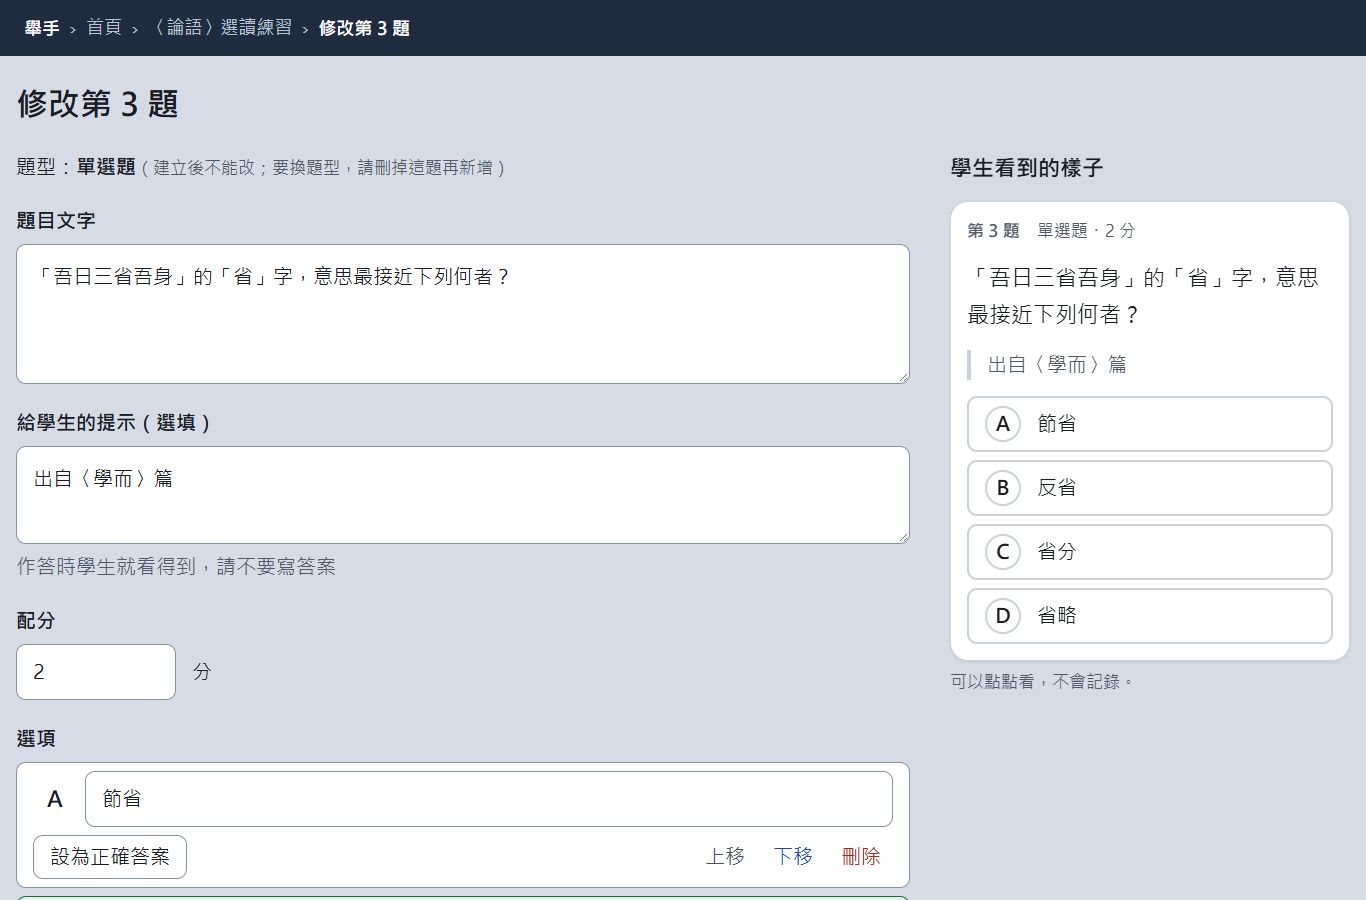 舉手 › 首頁 › 〈論語〉選讀練習 › 修改第 3 題
修改第 3 題
題型：單選題（建立後不能改；要換題型，請刪掉這題再新增）
題目文字
「吾日三省吾身」的「省」字，意思最接近下列何者？
給學生的提示（選填）
出自〈學而〉篇
作答時學生就看得到，請不要寫答案
配分
2 分
選項
A 節省
設為正確答案 上移 下移 刪除
學生看到的樣子
第 3 題 單選題・2 分
「吾日三省吾身」的「省」字，意思
最接近下列何者？
出自〈學而〉篇
A 節省
B 反省
C 省分
D 省略
可以點點看，不會記錄。